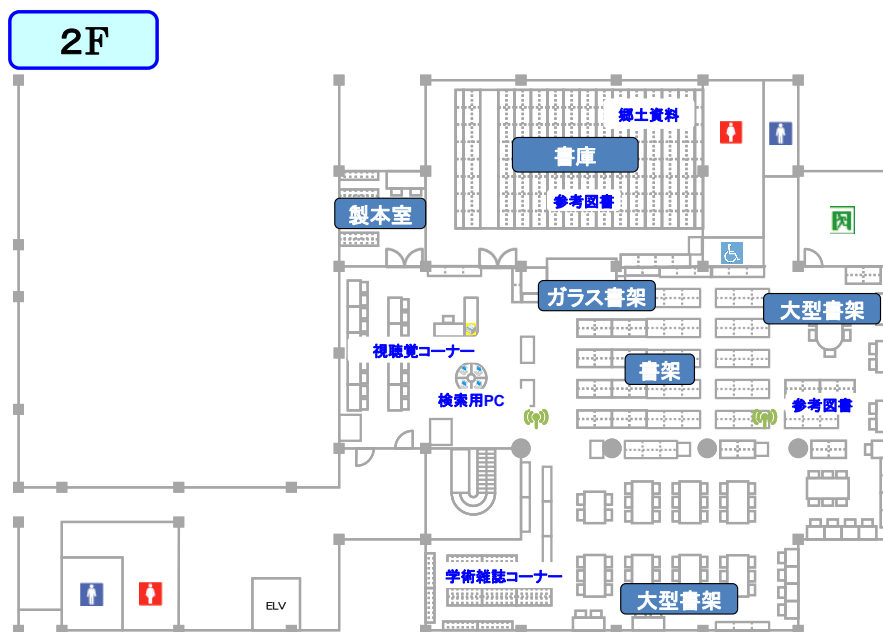 2F
郷土資料
書庫
参考図書
製本室
ガラス書架
大型書架
視聴覚コーナー
書架
検索用PC
参考図書
学術雑誌コーナー
大型書架
ELV